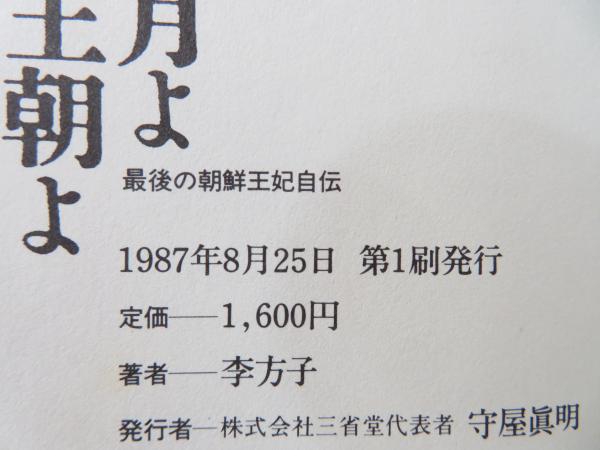 月よ
王朝よ
最後の朝鮮王妃自伝
1987年8月25日 第1刷発行
定価——1,600円
著者——李方子
発行者—株式会社三省堂代表者 守屋眞明